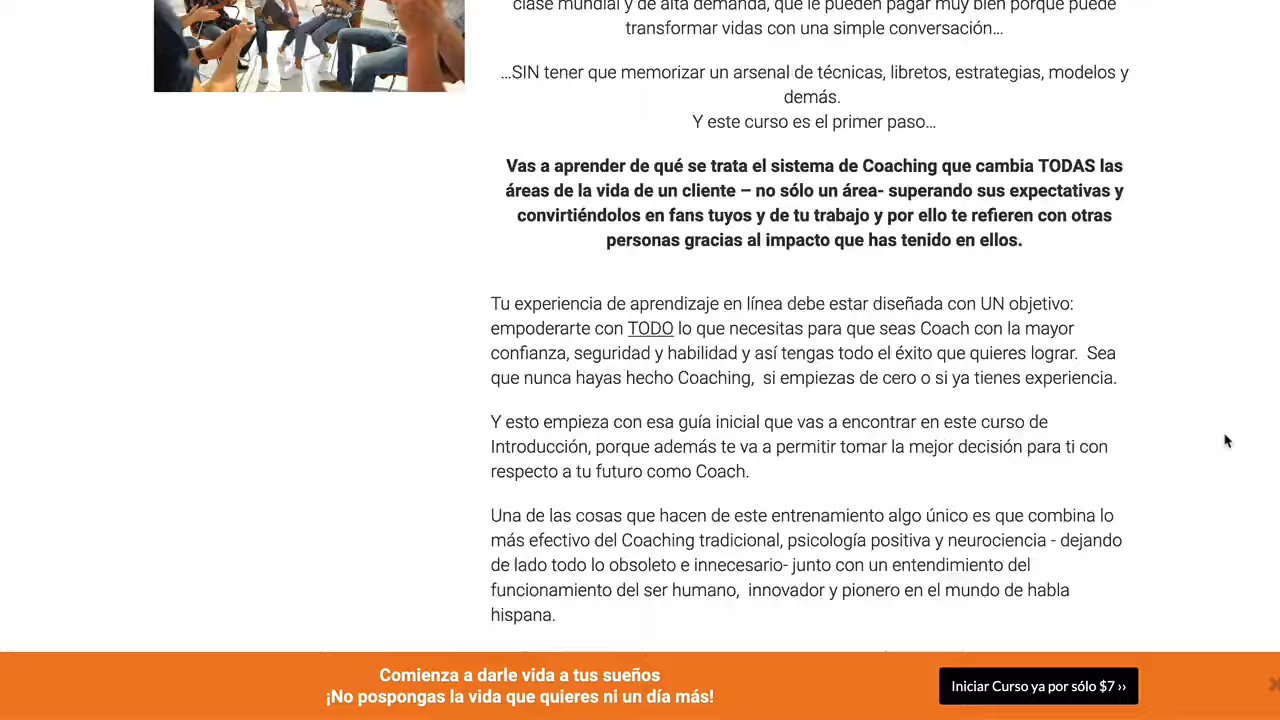 clase mundial y de alta demanda, que le pueden pagar muy bien porque puede
transformar vidas con una simple conversación...
...SIN tener que memorizar un arsenal de técnicas, libretos, estrategias, modelos y
demás.
Y este curso es el primer paso...
Vas a aprender de qué se trata el sistema de Coaching que cambia TODAS las
áreas de la vida de un cliente – no sólo un área- superando sus expectativas y
convirtiéndolos en fans tuyos y de tu trabajo y por ello te refieren con otras
personas gracias al impacto que has tenido en ellos.
Tu experiencia de aprendizaje en línea debe estar diseñada con UN objetivo:
empoderarte con TODO lo que necesitas para que seas Coach con la mayor
confianza, seguridad y habilidad y así tengas todo el éxito que quieres lograr.  Sea
que nunca hayas hecho Coaching,  si empiezas de cero o si ya tienes experiencia.
Y esto empieza con esa guía inicial que vas a encontrar en este curso de
Introducción, porque además te va a permitir tomar la mejor decisión para ti con
respecto a tu futuro como Coach.
Una de las cosas que hacen de este entrenamiento algo único es que combina lo
más efectivo del Coaching tradicional, psicología positiva y neurociencia - dejando
de lado todo lo obsoleto e innecesario- junto con un entendimiento del
funcionamiento del ser humano,  innovador y pionero en el mundo de habla
hispana.
Comienza a darle vida a tus sueños
¡No pospongas la vida que quieres ni un día más!
Iniciar Curso ya por sólo $7 ››